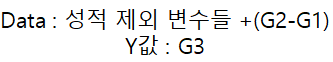 Data : 성적 제외 변수들 +(G2-G1)
Y값 : G3